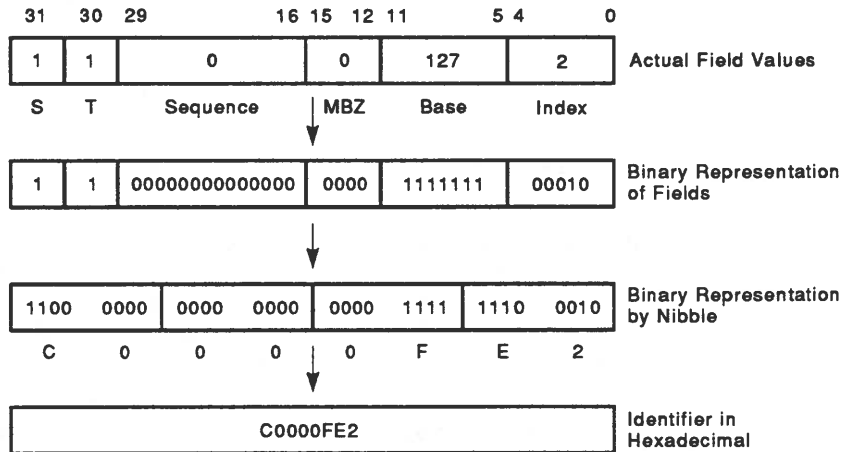 31 30 29 16 15 12 11 5 4 0
1 1 0 0 127 2 Actual Field Values
S T Sequence MBZ Base Index
1 1 00000000000000 0000 1111111 00010 Binary Representation
of Fields
1100 0000 0000 0000 0000 1111 1110 0010 Binary Representation
by Nibble
C 0 0 0 0 F E 2
C0000FE2 Identifier in
Hexadecimal